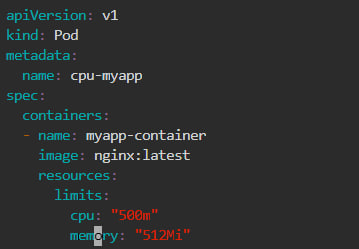 apiVersion: v1
kind: Pod
metadata:
  name: cpu-myapp
spec:
  containers:
  - name: myapp-container
    image: nginx:latest
    resources:
      limits:
        cpu: "500m"
        memory: "512Mi"